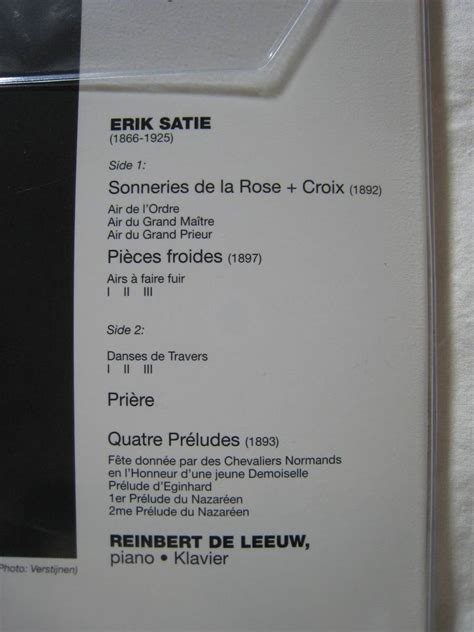 ERIK SATIE
(1866-1925)
Side 1:
Sonneries de la Rose + Croix (1892)
Air de l'Ordre
Air du Grand Maître
Air du Grand Prieur
Pièces froides (1897)
Airs à faire fuir
I II III
Side 2:
Danses de Travers
I II III
Prière
Quatre Préludes (1893)
Fête donnée par des Chevaliers Normands
en l'Honneur d'une jeune Demoiselle
Prélude d'Eginhard
1er Prélude du Nazaréen
2me Prélude du Nazaréen
REINBERT DE LEEUW,
piano • Klavier
Photo: Verstijnen)